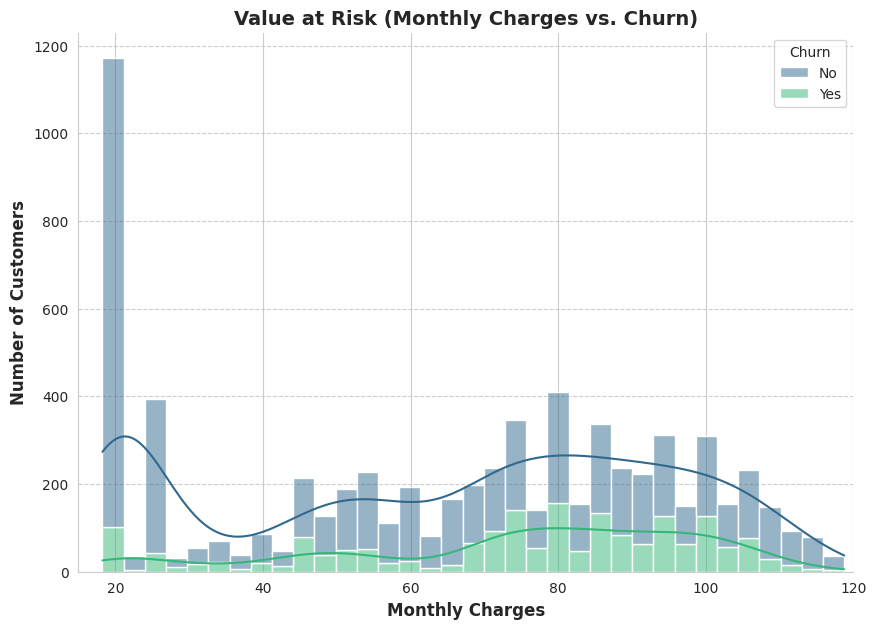 Value at Risk (Monthly Charges vs. Churn)
Churn
No
Yes
Number of Customers
1200
1000
800
600
400
200
0
20
40
60
80
100
120
Monthly Charges